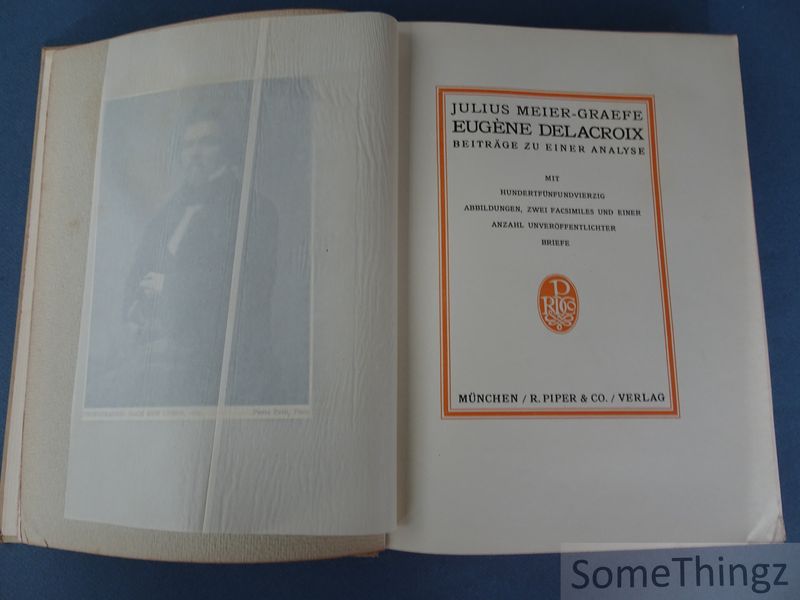 JULIUS MEIER-GRAEFE
EUGÈNE DELACROIX
BEITRÄGE ZU EINER ANALYSE
MIT
HUNDERTFÜNFUNDVIERZIG
ABBILDUNGEN, ZWEI FACSIMILES UND EINER
ANZAHL UNVERÖFFENTLICHTER
BRIEFE
MÜNCHEN / R. PIPER & CO. / VERLAG
SomeThingz